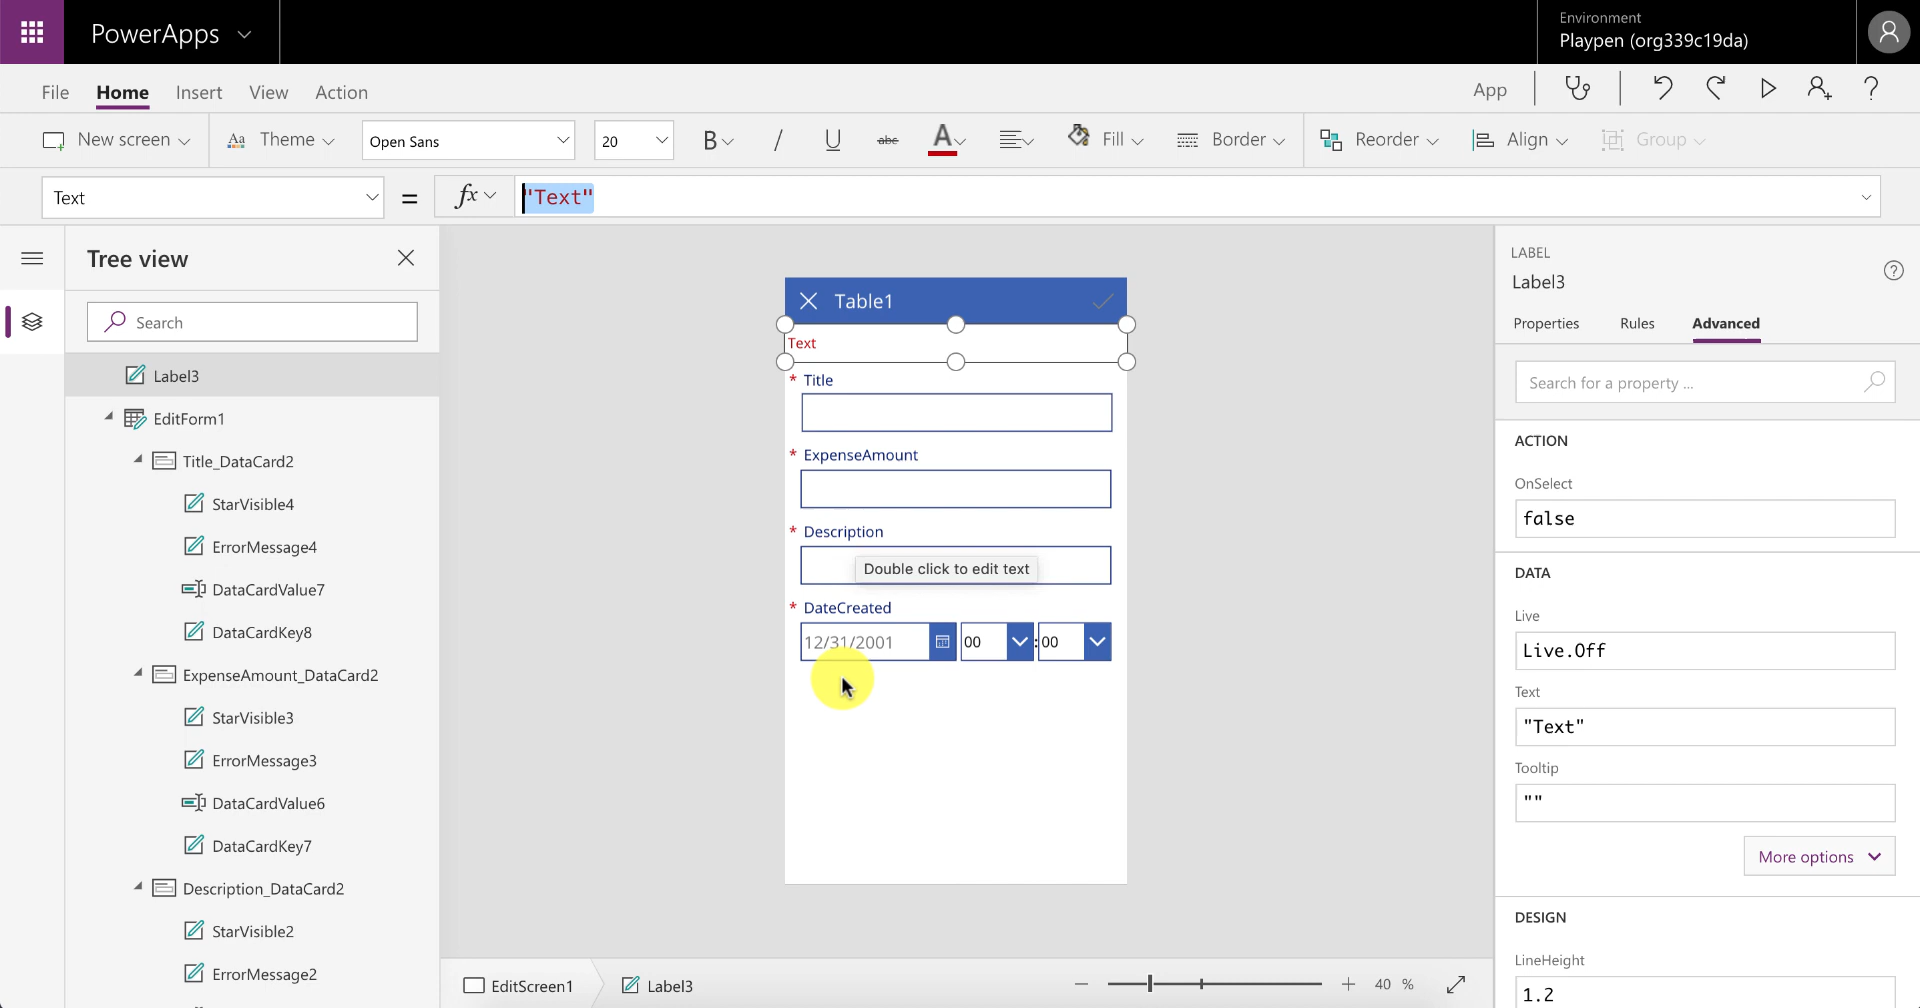 PowerApps
Environment
Playpen (org339c19da)
File Home Insert View Action
App
New screen
Theme
Open Sans
20
B
/
U
abc
A
Fill
Border
Reorder
Align
Group
Text
=
fx
"Text"
Tree view
Search
Label3
EditForm1
Title_DataCard2
StarVisible4
ErrorMessage4
DataCardValue7
DataCardKey8
ExpenseAmount_DataCard2
StarVisible3
ErrorMessage3
DataCardValue6
DataCardKey7
Description_DataCard2
StarVisible2
ErrorMessage2
Table1
Text
* Title
* ExpenseAmount
* Description
Double click to edit text
* DateCreated
12/31/2001
00
:
00
EditScreen1
Label3
40 %
LABEL
Label3
Properties Rules Advanced
Search for a property ...
ACTION
OnSelect
false
DATA
Live
Live.Off
Text
"Text"
Tooltip
""
More options
DESIGN
LineHeight
1.2